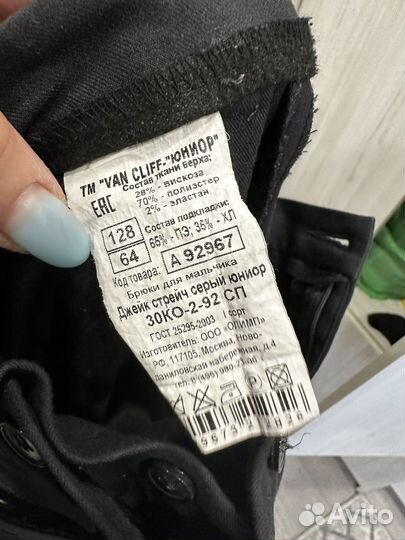 ТМ "VAN CLIFF-"ЮНИОР"
Состав ткани Верха:
28% - вискоза
70% - полиэстер
2% - эластан
EAC
Состав подкладки:
65% - ПЭ; 35% - ХЛ
128
64
Код товара: А 92967
Брюки для мальчика
Джейк стрейч серый юниор
30КО-2-92 СП
ГОСТ 25295-2003 1 сорт
Изготовитель: ООО "ОЛИМП"
РФ, 117105, Москва, Ново-
даниловская набережная, д.4
Avito